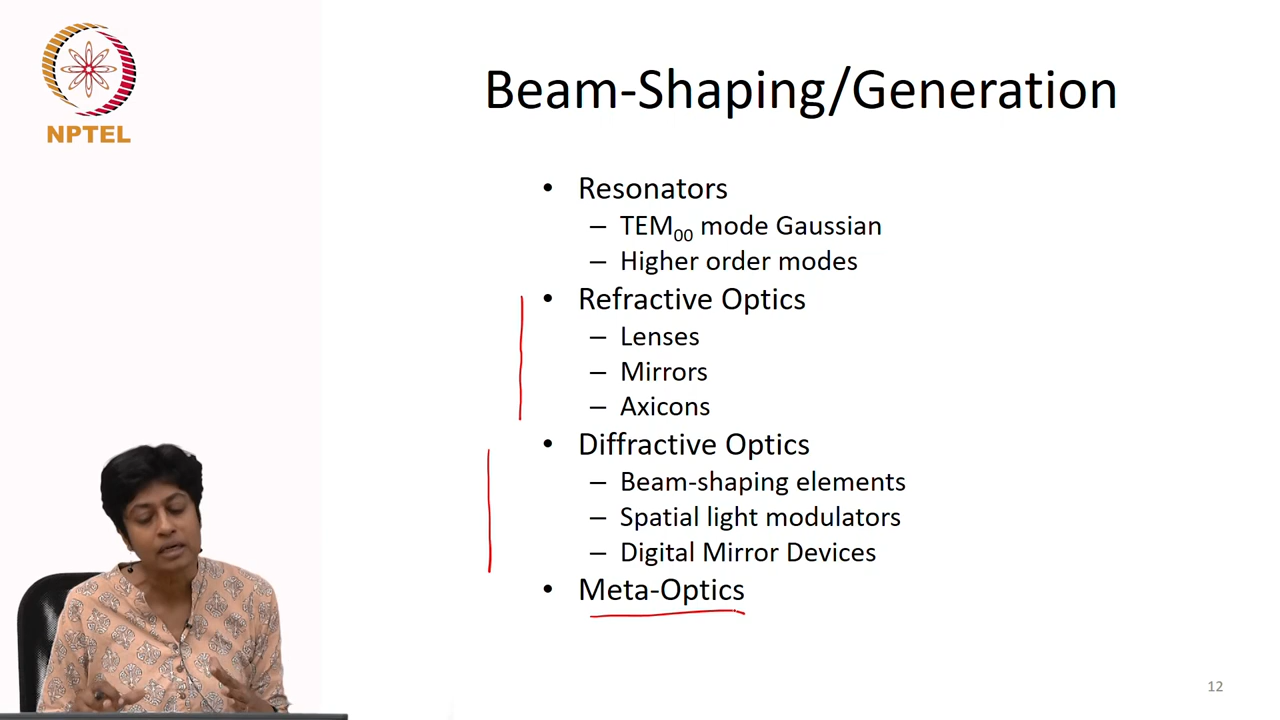 NPTEL
Beam-Shaping/Generation
• Resonators
– TEM₀₀ mode Gaussian
– Higher order modes
• Refractive Optics
– Lenses
– Mirrors
– Axicons
• Diffractive Optics
– Beam-shaping elements
– Spatial light modulators
– Digital Mirror Devices
• Meta-Optics
12